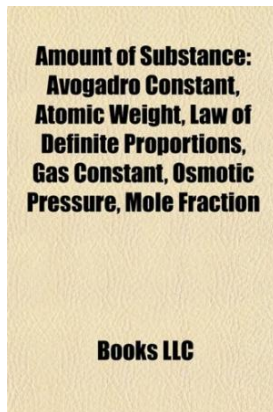 Amount of Substance:
Avogadro Constant,
Atomic Weight, Law of
Definite Proportions,
Gas Constant, Osmotic
Pressure, Mole Fraction
Books LLC